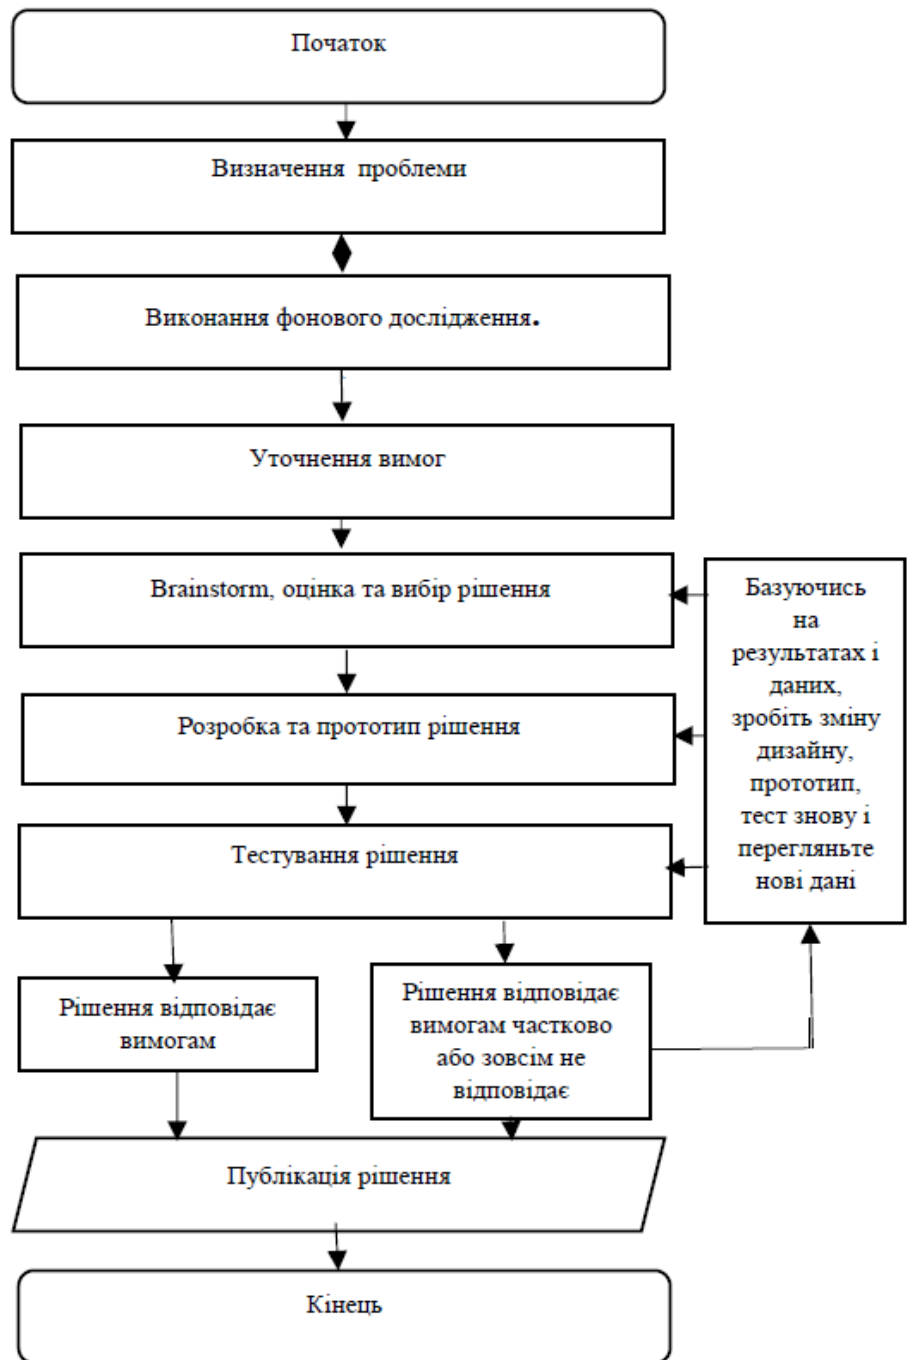 Початок
Визначення проблеми
Виконання фонового дослідження.
Уточнення вимог
Brainstorm, оцінка та вибір рішення
Розробка та прототип рішення
Тестування рішення
Базуючись
на
результатах і
даних,
зробіть зміну
дизайну,
прототип,
тест знову і
перегляньте
нові дані
Рішення відповідає
вимогам
Рішення відповідає
вимогам частково
або зовсім не
відповідає
Публікація рішення
Кінець